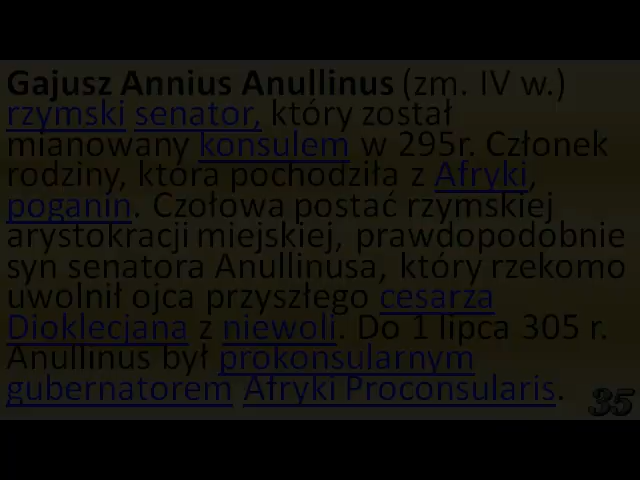 Gajusz Annius Anullinus (zm. IV w.)
rzymski senator, który został
mianowany konsulem w 295r. Członek
rodziny, która pochodziła z Afryki,
poganin. Czołowa postać rzymskiej
arystokracji miejskiej, prawdopodobnie
syn senatora Anullinusa, który rzekomo
uwolnił ojca przyszłego cesarza
Dioklecjana z niewoli. Do 1 lipca 305 r.
Anullinus był prokonsularnym
gubernatorem Afryki Proconsularis.
35